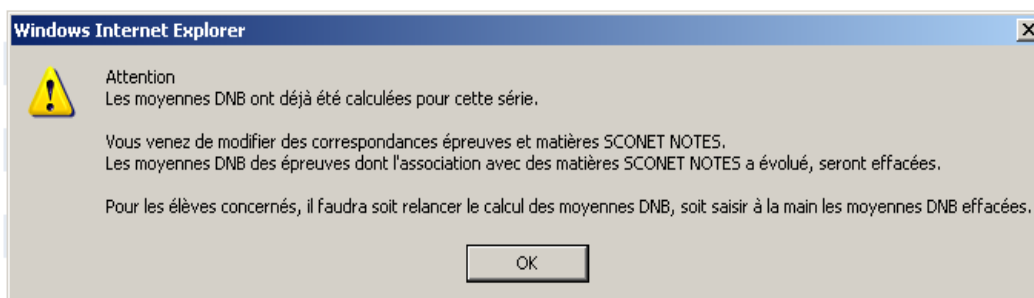 Windows Internet Explorer
Attention
Les moyennes DNB ont déjà été calculées pour cette série.
Vous venez de modifier des correspondances épreuves et matières SCONET NOTES.
Les moyennes DNB des épreuves dont l'association avec des matières SCONET NOTES a évolué, seront effacées.
Pour les élèves concernés, il faudra soit relancer le calcul des moyennes DNB, soit saisir à la main les moyennes DNB effacées.
OK